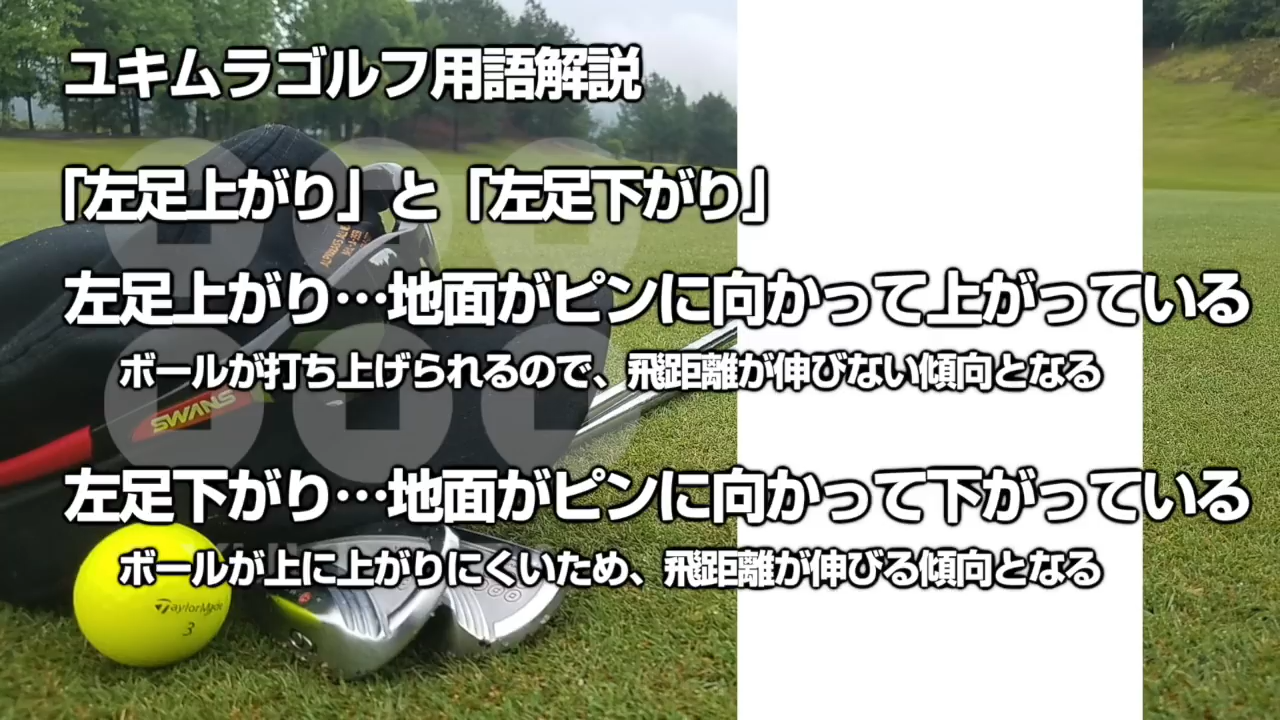 ユキムラゴルフ用語解説
「左足上がり」と「左足下がり」
左足上がり…地面がピンに向かって上がっている
ボールが打ち上げられるので、飛距離が伸びない傾向となる
SWANS
左足下がり…地面がピンに向かって下がっている
ボールが上に上がりにくいため、飛距離が伸びる傾向となる
TaylorMade
3